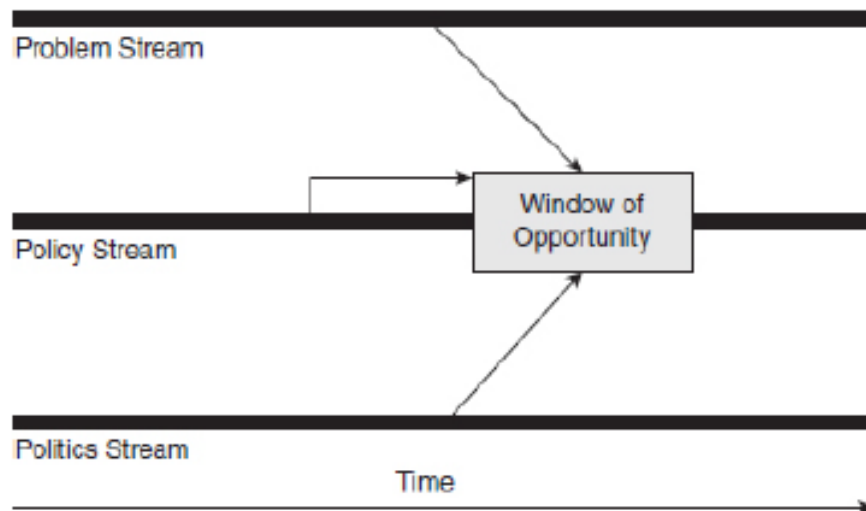 Problem Stream
Window of
Opportunity
Policy Stream
Politics Stream
Time